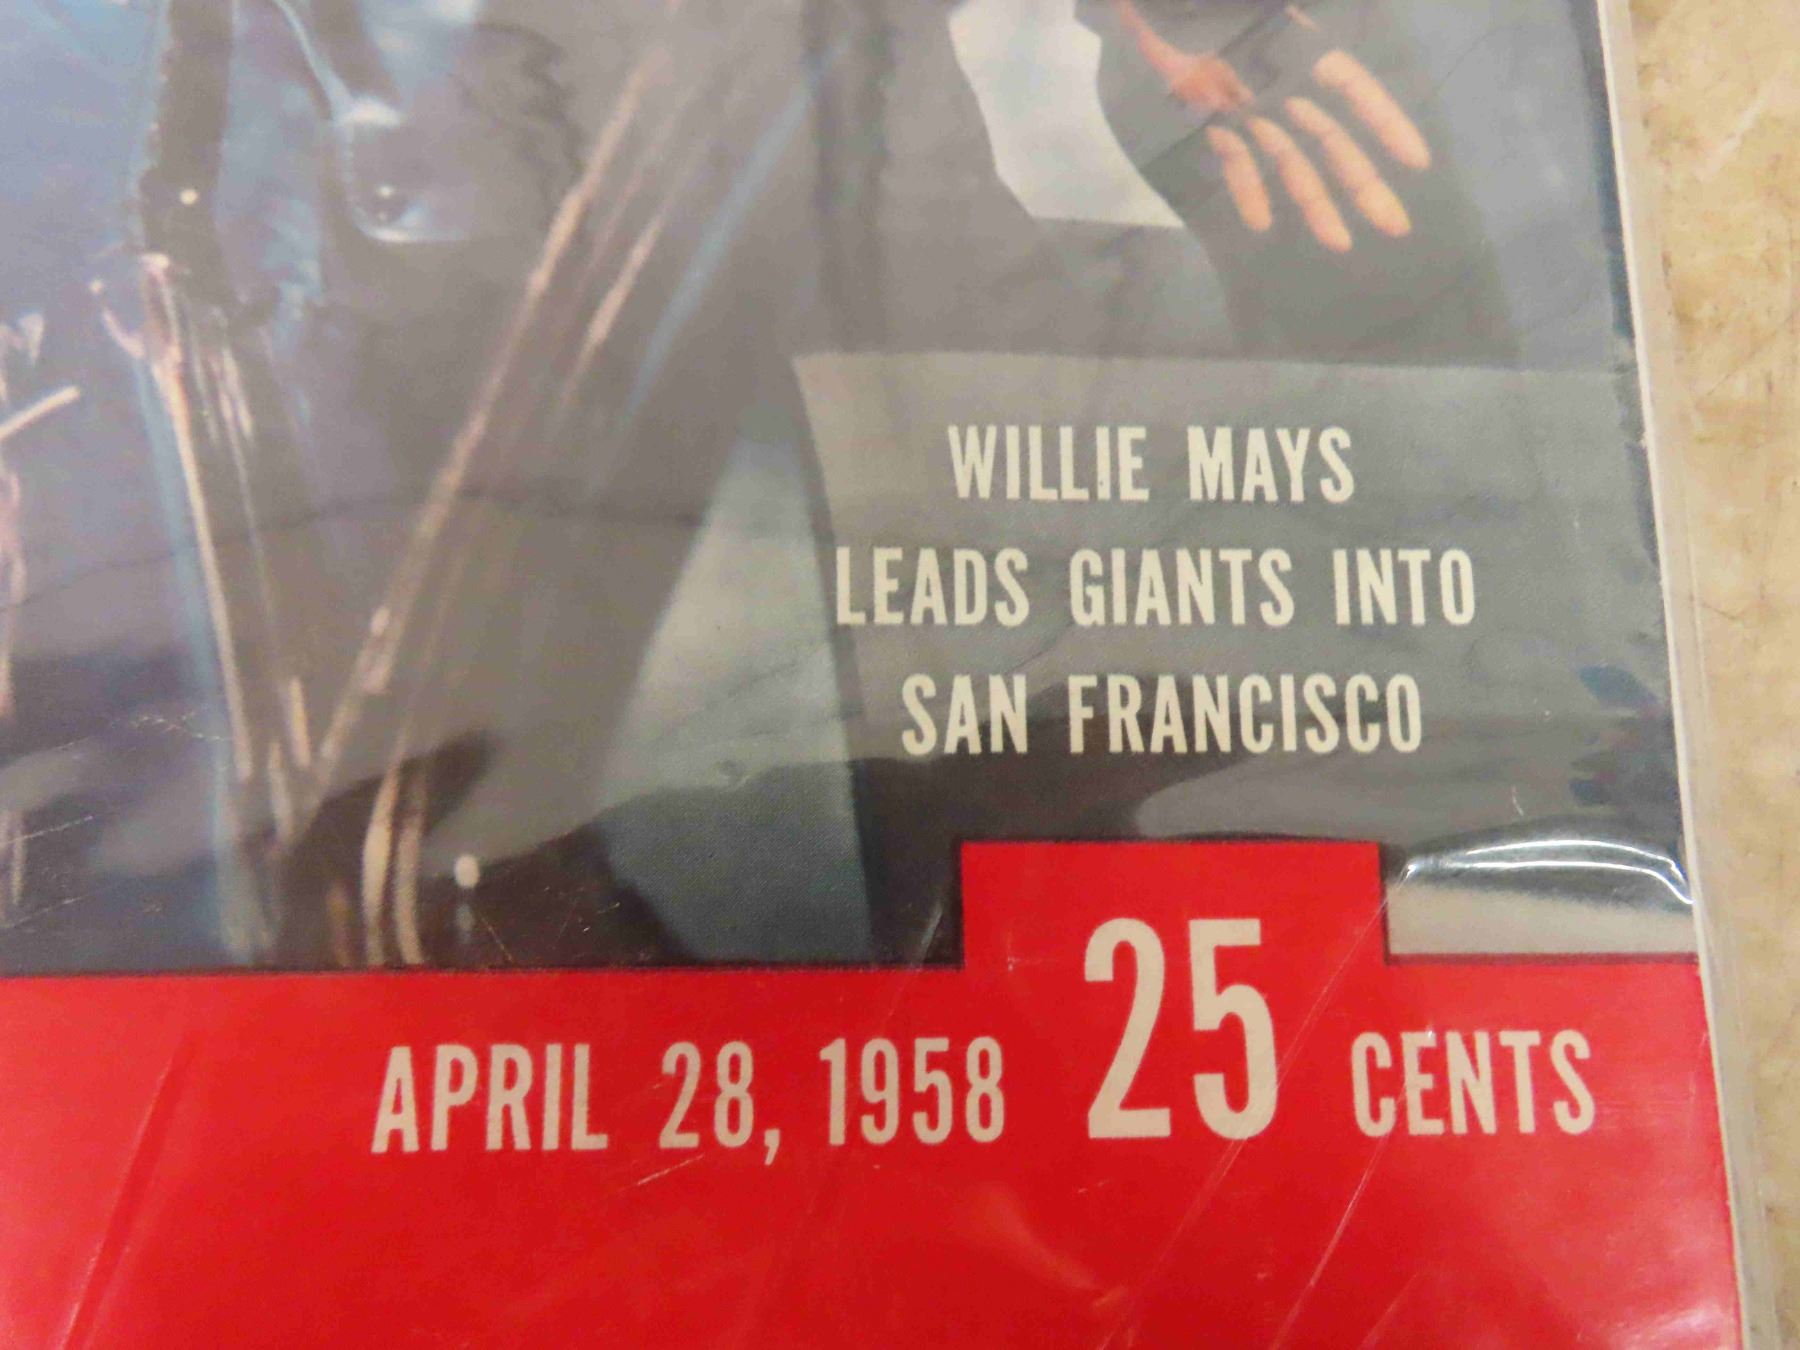 WILLIE MAYS
LEADS GIANTS INTO
SAN FRANCISCO
APRIL 28, 1958 25 CENTS